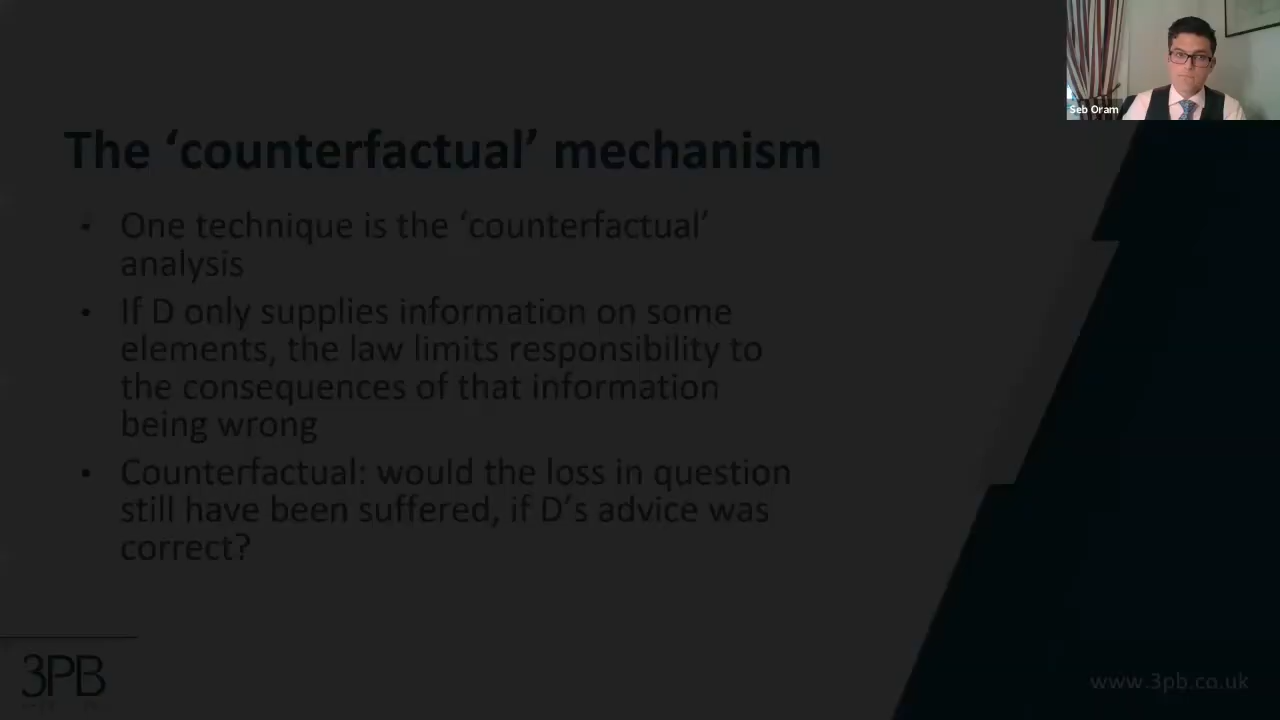 Seb Oram
The ‘counterfactual’ mechanism
• One technique is the ‘counterfactual’
analysis
• If D only supplies information on some
elements, the law limits responsibility to
the consequences of that information
being wrong
• Counterfactual: would the loss in question
still have been suffered, if D’s advice was
correct?
3PB
www.3pb.co.uk